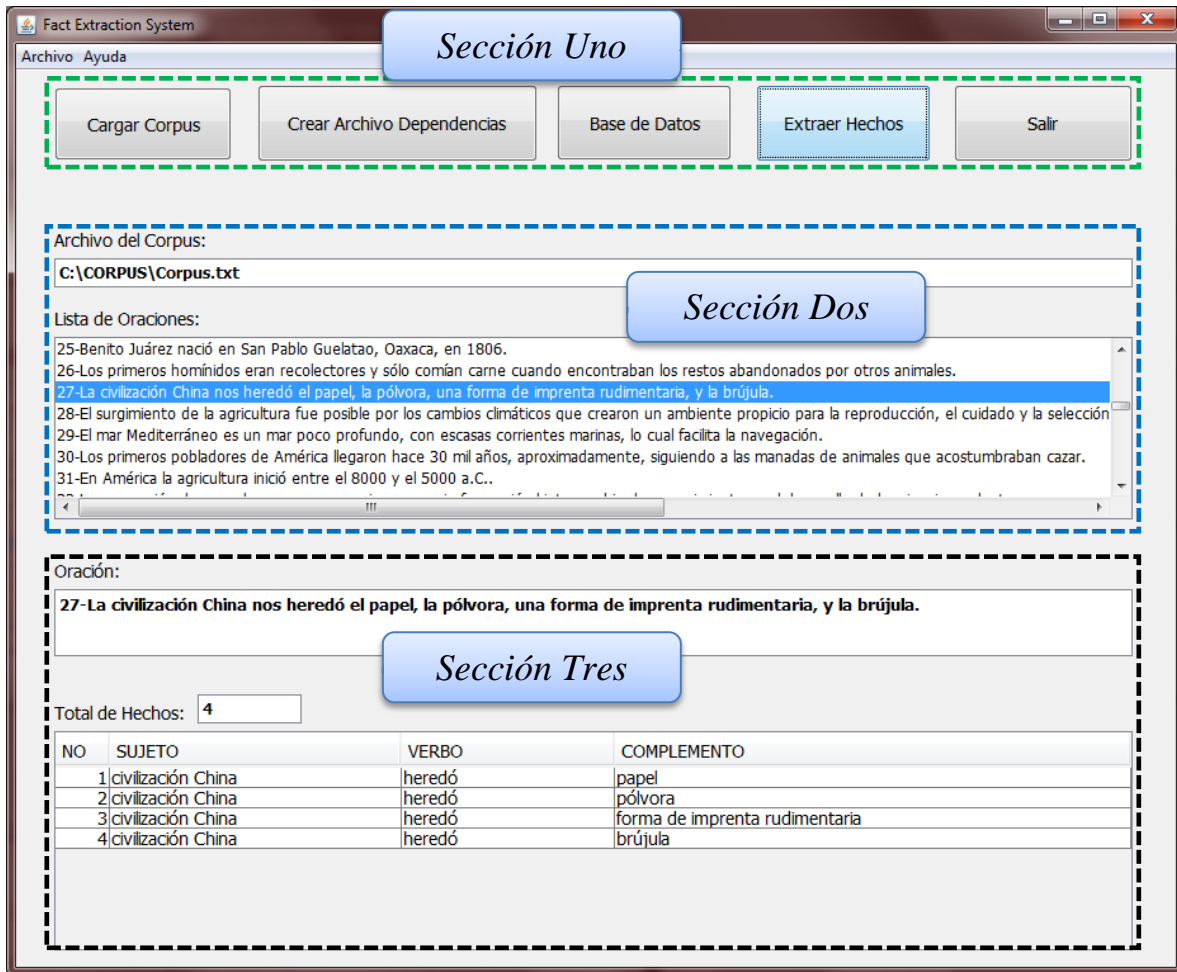 Fact Extraction System
Sección Uno
Archivo Ayuda
Cargar Corpus Crear Archivo Dependencias Base de Datos Extraer Hechos Salir
Archivo del Corpus:
C:\CORPUS\Corpus.txt
Sección Dos
Lista de Oraciones:
25-Benito Juárez nació en San Pablo Guelatao, Oaxaca, en 1806.
26-Los primeros homínidos eran recolectores y sólo comían carne cuando encontraban los restos abandonados por otros animales.
27-La civilización China nos heredó el papel, la pólvora, una forma de imprenta rudimentaria, y la brújula.
28-El surgimiento de la agricultura fue posible por los cambios climáticos que crearon un ambiente propicio para la reproducción, el cuidado y la selección
29-El mar Mediterráneo es un mar poco profundo, con escasas corrientes marinas, lo cual facilita la navegación.
30-Los primeros pobladores de América llegaron hace 30 mil años, aproximadamente, siguiendo a las manadas de animales que acostumbraban cazar.
31-En América la agricultura inició entre el 8000 y el 5000 a.C..
Oración:
27-La civilización China nos heredó el papel, la pólvora, una forma de imprenta rudimentaria, y la brújula.
Sección Tres
Total de Hechos: 4
NO SUJETO VERBO COMPLEMENTO
1 civilización China heredó papel
2 civilización China heredó pólvora
3 civilización China heredó forma de imprenta rudimentaria
4 civilización China heredó brújula